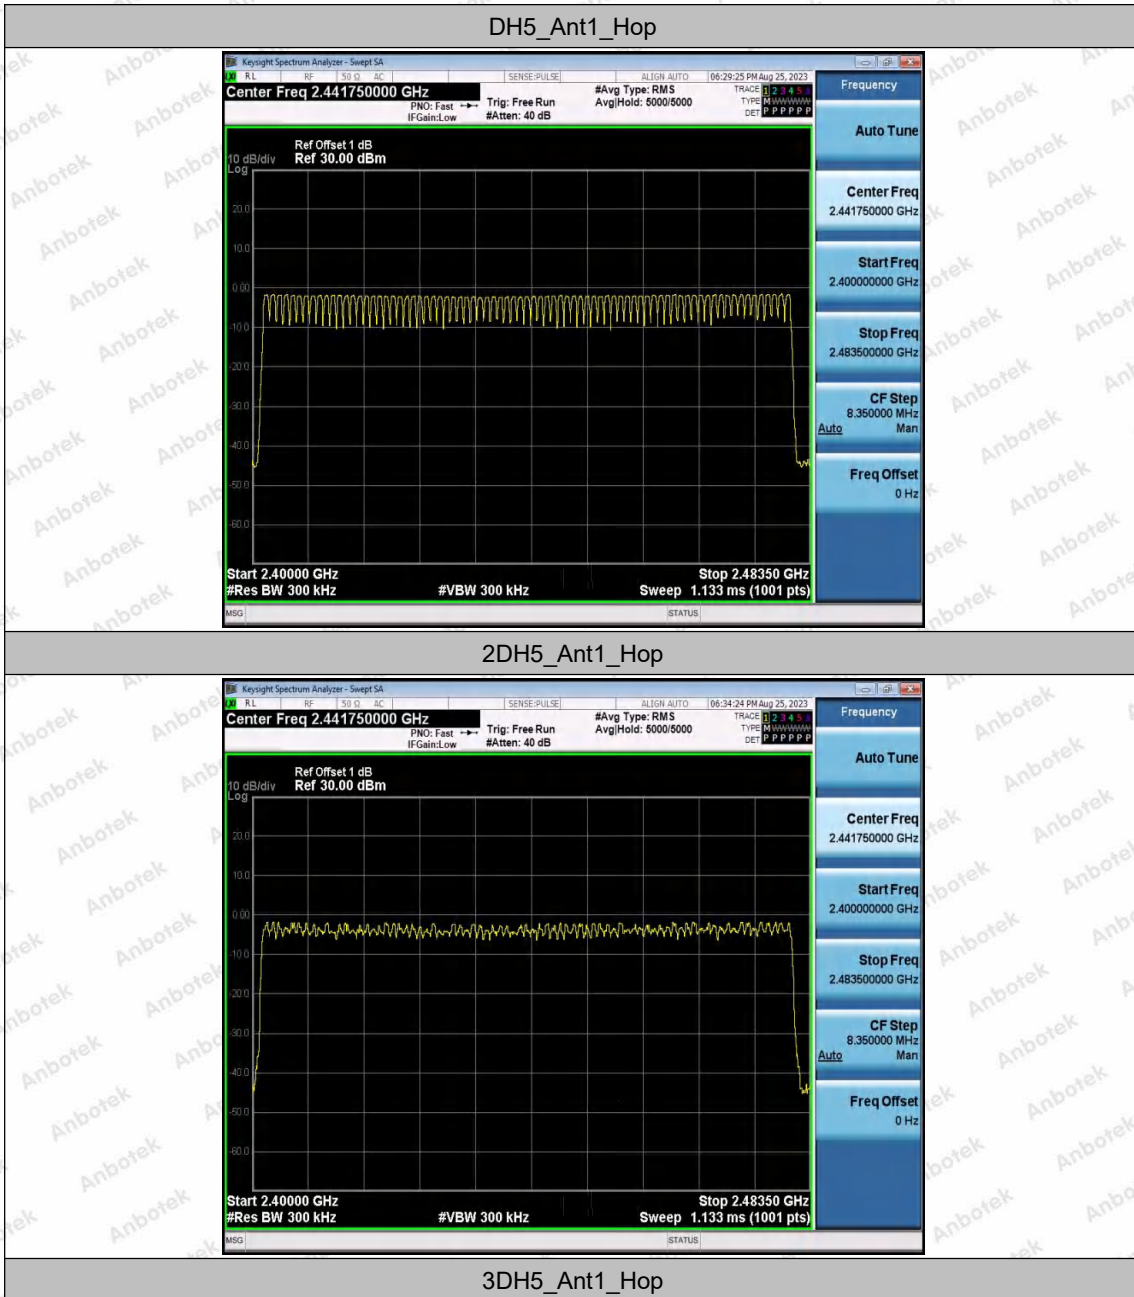 DH5_Ant1_Hop
Keysight Spectrum Analyzer - Swept SA
RL RF 50 Ω AC SENSE:PULSE ALIGN AUTO 06:29:25 PM Aug 25, 2023
Center Freq 2.441750000 GHz
PNO: Fast
IFGain:Low
Trig: Free Run
#Atten: 40 dB
#Avg Type: RMS
Avg|Hold: 5000/5000
TRACE 1 2 3 4 5 6
TYPE M WWWWW
DET P P P P P P
Frequency
Auto Tune
Center Freq
2.441750000 GHz
Start Freq
2.400000000 GHz
Stop Freq
2.483500000 GHz
CF Step
8.350000 MHz
Auto Man
Freq Offset
0 Hz
Ref Offset 1 dB
10 dB/div Ref 30.00 dBm
Log
20.0
10.0
0.00
-10.0
-20.0
-30.0
-40.0
-50.0
-60.0
Start 2.40000 GHz Stop 2.48350 GHz
#Res BW 300 kHz #VBW 300 kHz Sweep 1.133 ms (1001 pts)
MSG STATUS
2DH5_Ant1_Hop
Keysight Spectrum Analyzer - Swept SA
RL RF 50 Ω AC SENSE:PULSE ALIGN AUTO 06:34:24 PM Aug 25, 2023
Center Freq 2.441750000 GHz
PNO: Fast
IFGain:Low
Trig: Free Run
#Atten: 40 dB
#Avg Type: RMS
Avg|Hold: 5000/5000
TRACE 1 2 3 4 5 6
TYPE M WWWWW
DET P P P P P P
Frequency
Auto Tune
Center Freq
2.441750000 GHz
Start Freq
2.400000000 GHz
Stop Freq
2.483500000 GHz
CF Step
8.350000 MHz
Auto Man
Freq Offset
0 Hz
Ref Offset 1 dB
10 dB/div Ref 30.00 dBm
Log
20.0
10.0
0.00
-10.0
-20.0
-30.0
-40.0
-50.0
-60.0
Start 2.40000 GHz Stop 2.48350 GHz
#Res BW 300 kHz #VBW 300 kHz Sweep 1.133 ms (1001 pts)
MSG STATUS
3DH5_Ant1_Hop
Anbotek